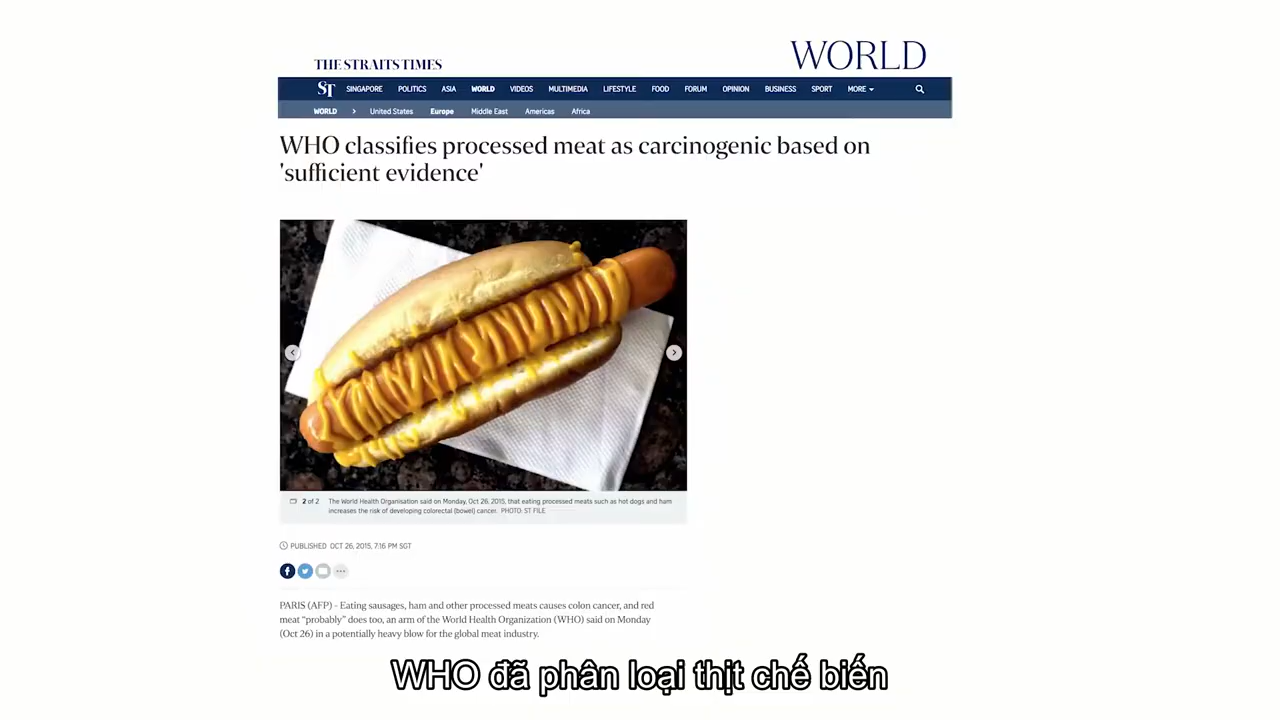 THE STRAITS TIMES
WORLD
ST SINGAPORE POLITICS ASIA WORLD VIDEOS MULTIMEDIA LIFESTYLE FOOD FORUM OPINION BUSINESS SPORT MORE
WORLD > United States Europe Middle East Americas Africa
WHO classifies processed meat as carcinogenic based on
'sufficient evidence'
2 of 2 The World Health Organisation said on Monday, Oct 26, 2015, that eating processed meats such as hot dogs and ham
increases the risk of developing colorectal (bowel) cancer. PHOTO: ST FILE
PUBLISHED OCT 26, 2015, 7:16 PM SGT
PARIS (AFP) - Eating sausages, ham and other processed meats causes colon cancer, and red
meat “probably” does too, an arm of the World Health Organization (WHO) said on Monday
(Oct 26) in a potentially heavy blow for the global meat industry.
WHO đã phân loại thịt chế biến